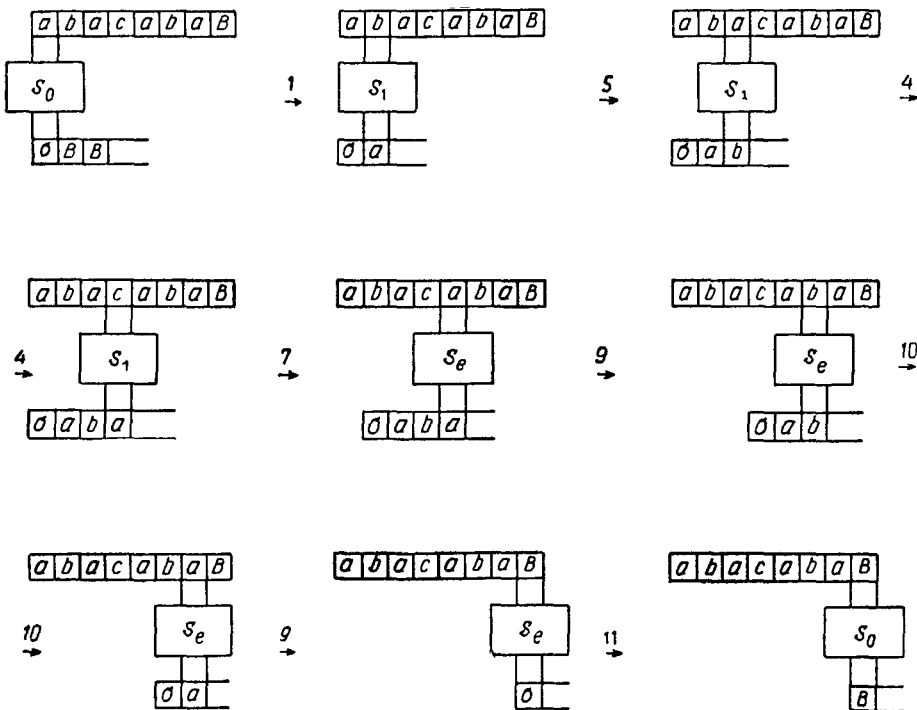 a b a c a b a B a b a c a b a B a b a c a b a B
S₀ 1 → S₁ 5 → S₁ 4 →
σ B B σ a σ a b
a b a c a b a B a b a c a b a B a b a c a b a B
4 → S₁ 7 → Sₑ 9 → Sₑ 10 →
σ a b a σ a b a σ a b
a b a c a b a B a b a c a b a B a b a c a b a B
10 → Sₑ 9 → Sₑ 11 → S₀
σ a σ B